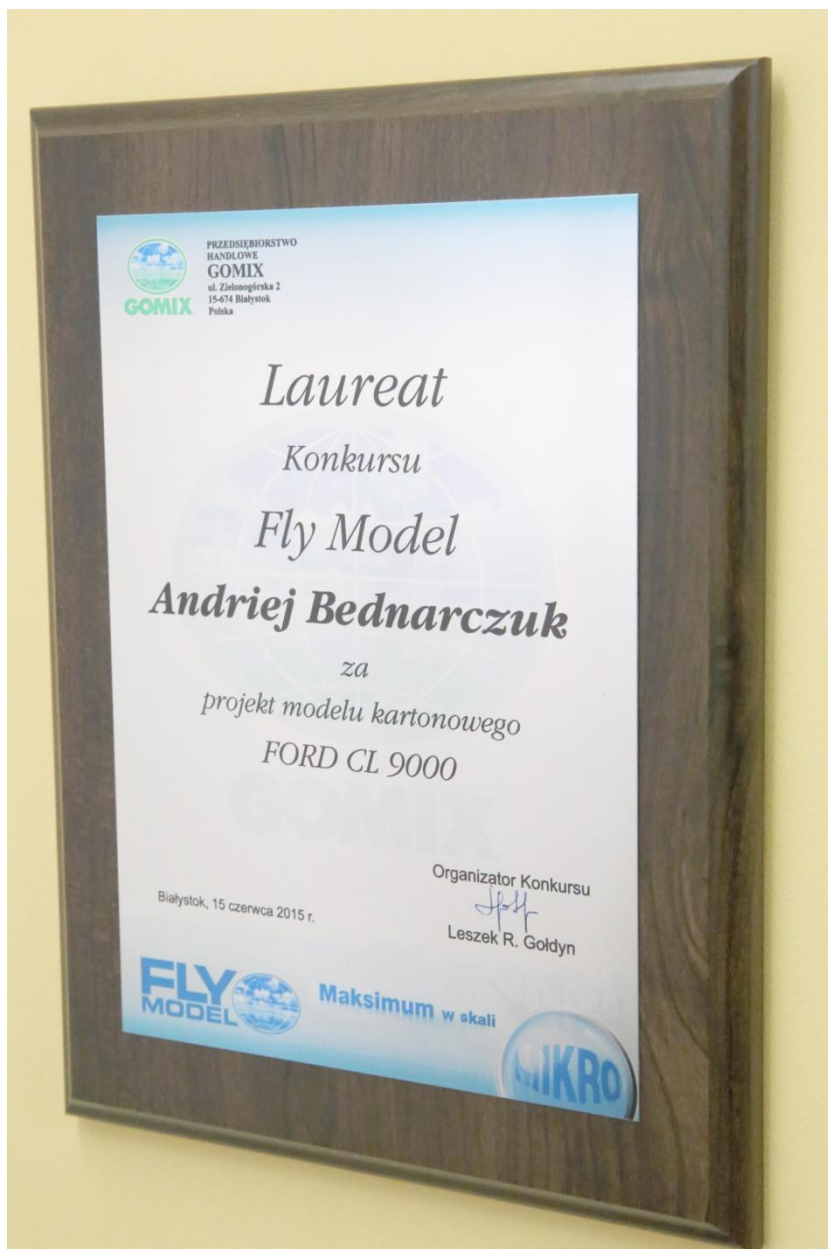 PRZEDSIĘBIORSTWO
HANDLOWE
GOMIX
ul. Zielonogórska 2
15-674 Białystok
Polska
GOMIX
Laureat
Konkursu
Fly Model
Andriej Bednarczuk
za
projekt modelu kartonowego
FORD CL 9000
GOMIX
Organizator Konkursu
Białystok, 15 czerwca 2015 r.
Leszek R. Gołdyn
FLY
MODEL
Maksimum w skali
MIKRO